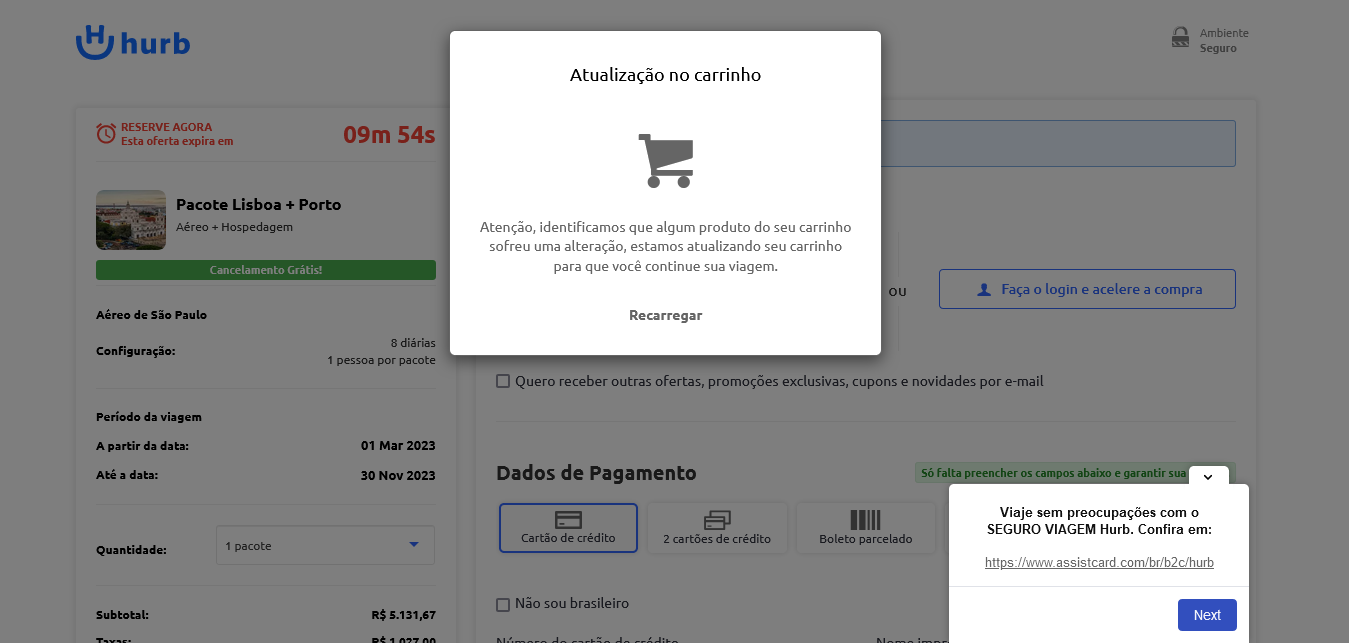 hurb
Ambiente
Seguro
RESERVE AGORA
Esta oferta expira em
09m 54s
Pacote Lisboa + Porto
Aéreo + Hospedagem
Cancelamento Grátis!
Aéreo de São Paulo
Configuração:
8 diárias
1 pessoa por pacote
Período da viagem
A partir da data: 01 Mar 2023
Até a data: 30 Nov 2023
Quantidade: 1 pacote
Subtotal: R$ 5.131,67
Taxas: R$ 1.027,00
Atualização no carrinho
Atenção, identificamos que algum produto do seu carrinho
sofreu uma alteração, estamos atualizando seu carrinho
para que você continue sua viagem.
Recarregar
ou
Faça o login e acelere a compra
Quero receber outras ofertas, promoções exclusivas, cupons e novidades por e-mail
Dados de Pagamento
Só falta preencher os campos abaixo e garantir sua
Cartão de crédito
2 cartões de crédito
Boleto parcelado
Não sou brasileiro
Número do cartão de crédito
Nome
Viaje sem preocupações com o
SEGURO VIAGEM Hurb. Confira em:
https://www.assistcard.com/br/b2c/hurb
Next